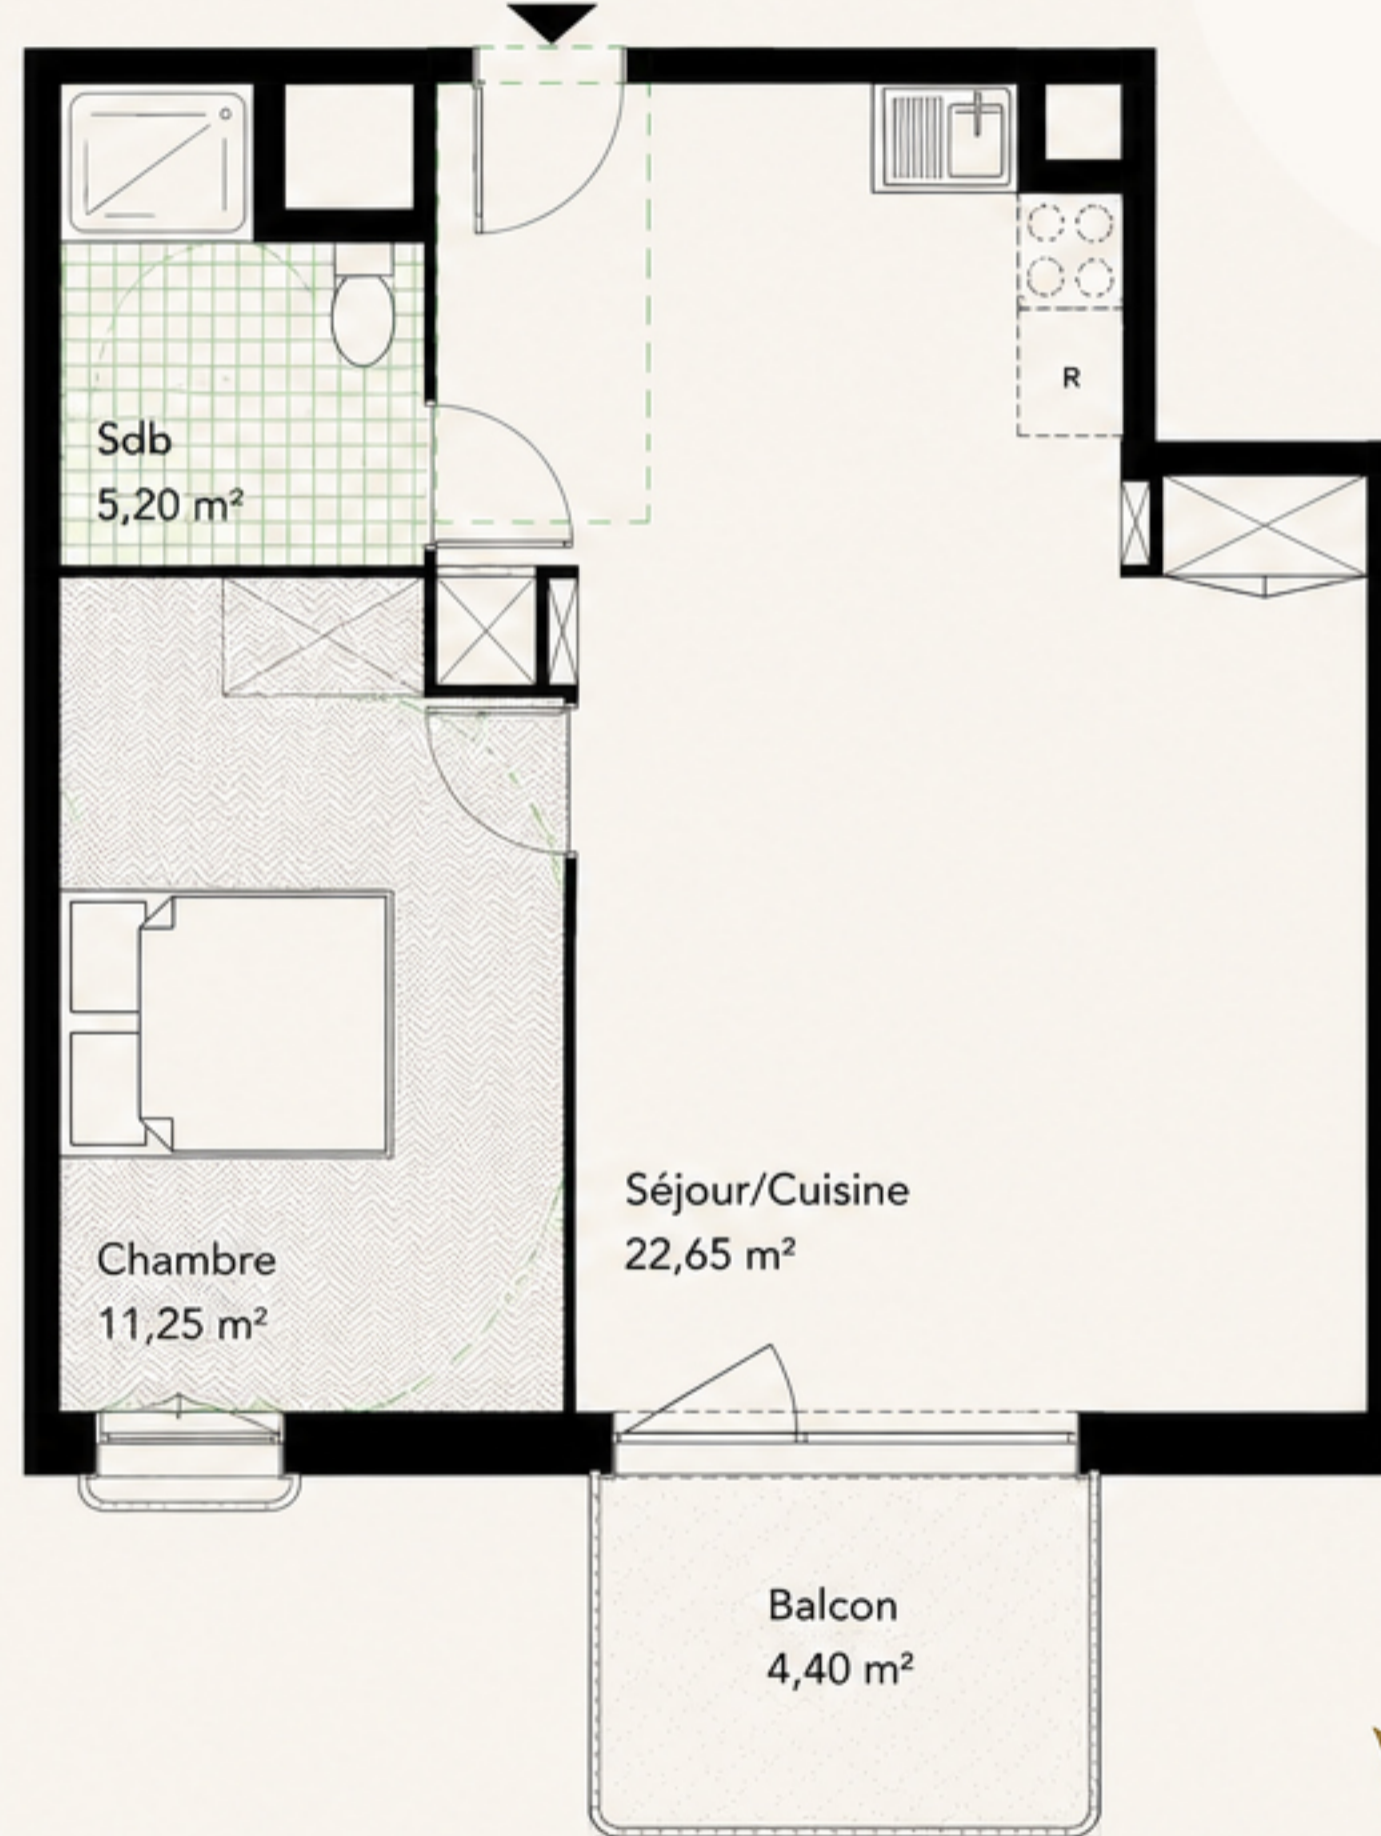 R
Sdb
5,20 m²
Séjour/Cuisine
22,65 m²
Chambre
11,25 m²
Balcon
4,40 m²